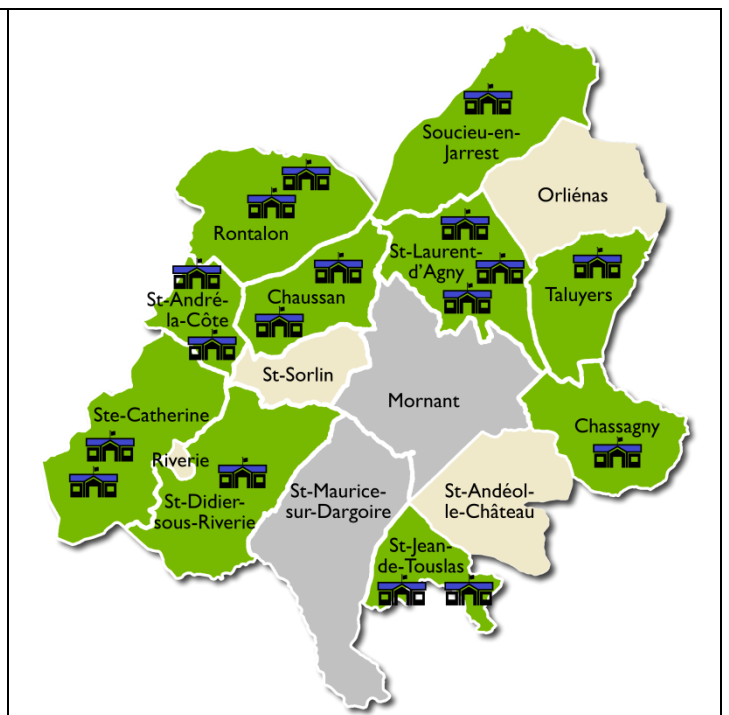 Soucieu-en-
Jarrest
Orliénas
Rontalon
St-Laurent-
d'Agny
Taluyers
St-André-
la-Côte
Chaussan
St-Sorlin
Mornant
Ste-Catherine
Chassagny
Riverie
St-Didier-
sous-Riverie
St-Maurice-
sur-Dargoire
St-Andéol-
le-Château
St-Jean-
de-Touslas